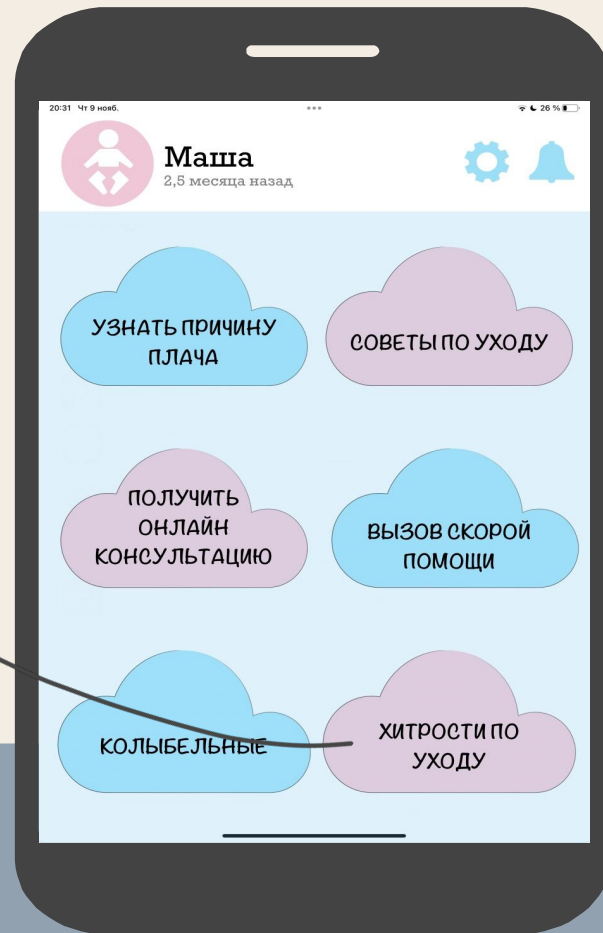 20:31 Чт 9 нояб.
26 %
Маша
2,5 месяца назад
УЗНАТЬ ПРИЧИНУ
ПЛАЧА
СОВЕТЫ ПО УХОДУ
ПОЛУЧИТЬ
ОНЛАЙН
КОНСУЛЬТАЦИЮ
ВЫЗОВ СКОРОЙ
ПОМОЩИ
КОЛЫБЕЛЬНЫЕ
ХИТРОСТИ ПО
УХОДУ